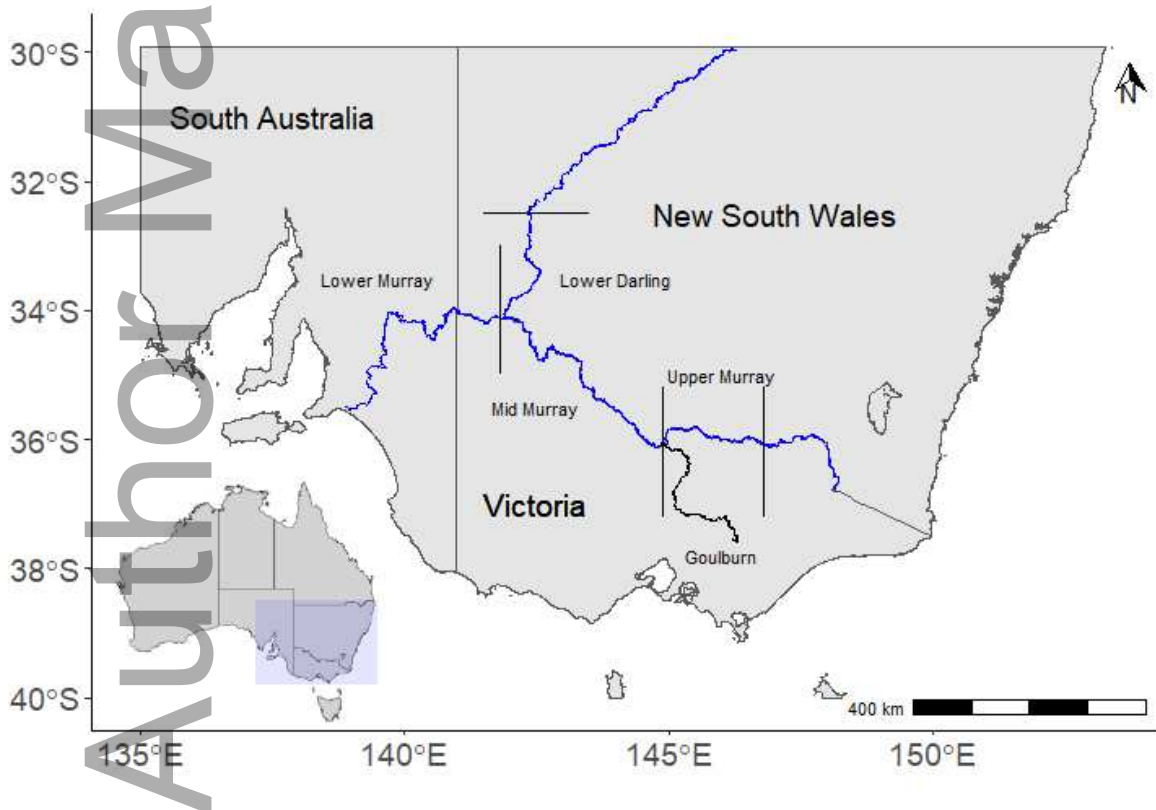 30°S
32°S
34°S
36°S
38°S
40°S
South Australia
N
New South Wales
Lower Murray
Lower Darling
Upper Murray
Mid Murray
Victoria
Goulburn
400 km
135°E
140°E
145°E
150°E
Author Ma